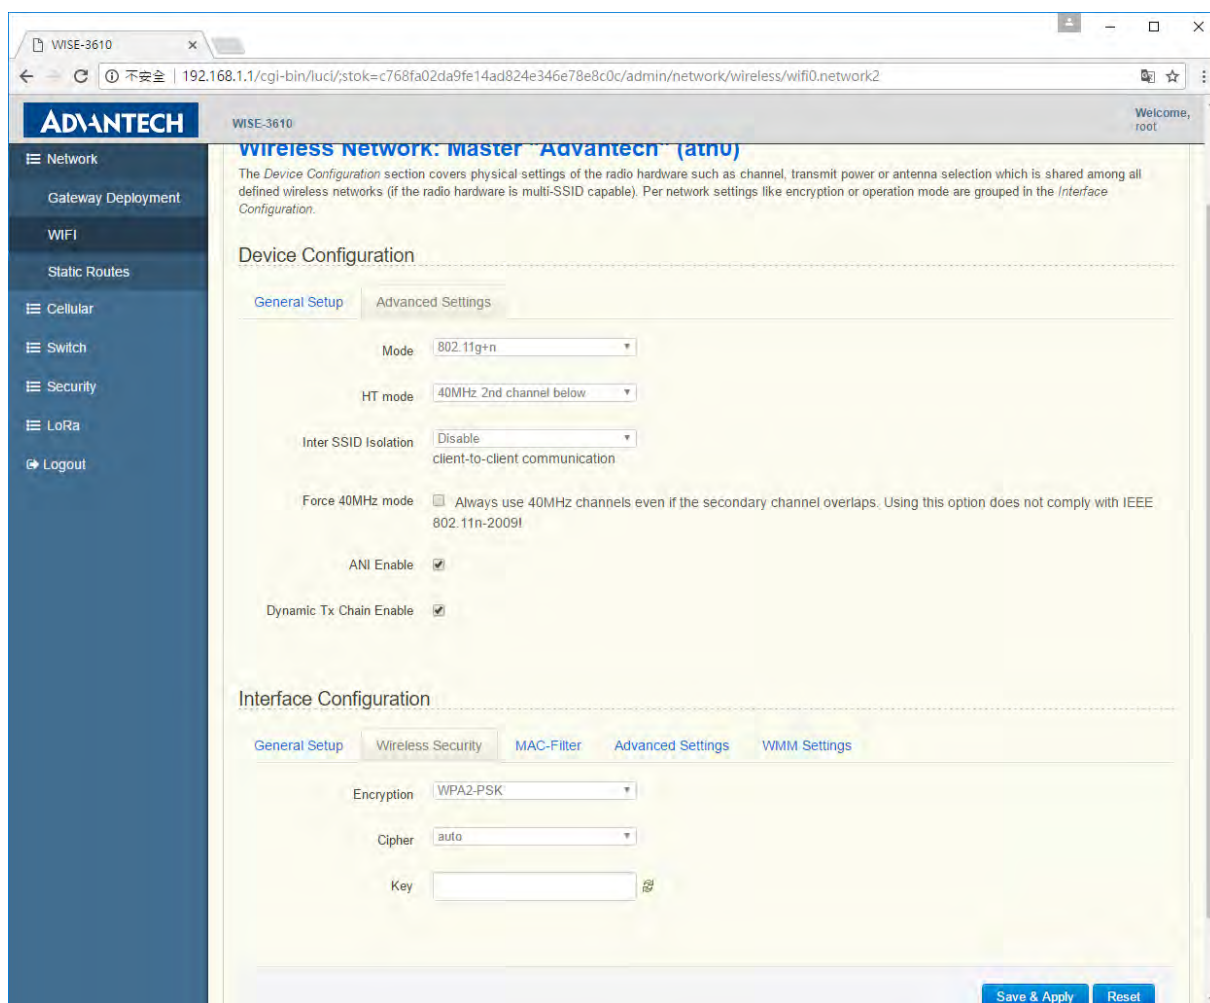 WISE-3610
不安全 192.168.1.1/cgi-bin/luci/;stok=c768fa02da9fe14ad824e346e78e8c0c/admin/network/wireless/wifi0.network2
ADVANTECH
WISE-3610
Welcome,
root
Network
Gateway Deployment
WIFI
Static Routes
Cellular
Switch
Security
LoRa
Logout
Wireless Network: Master "Advantech" (ath0)
The Device Configuration section covers physical settings of the radio hardware such as channel, transmit power or antenna selection which is shared among all
defined wireless networks (if the radio hardware is multi-SSID capable). Per network settings like encryption or operation mode are grouped in the Interface
Configuration.
Device Configuration
General Setup Advanced Settings
Mode 802.11g+n
HT mode 40MHz 2nd channel below
Inter SSID Isolation Disable
client-to-client communication
Force 40MHz mode Always use 40MHz channels even if the secondary channel overlaps. Using this option does not comply with IEEE
802.11n-2009!
ANI Enable
Dynamic Tx Chain Enable
Interface Configuration
General Setup Wireless Security MAC-Filter Advanced Settings WMM Settings
Encryption WPA2-PSK
Cipher auto
Key
Save & Apply Reset